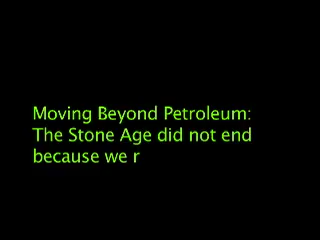 Moving Beyond Petroleum:
The Stone Age did not end
because we r